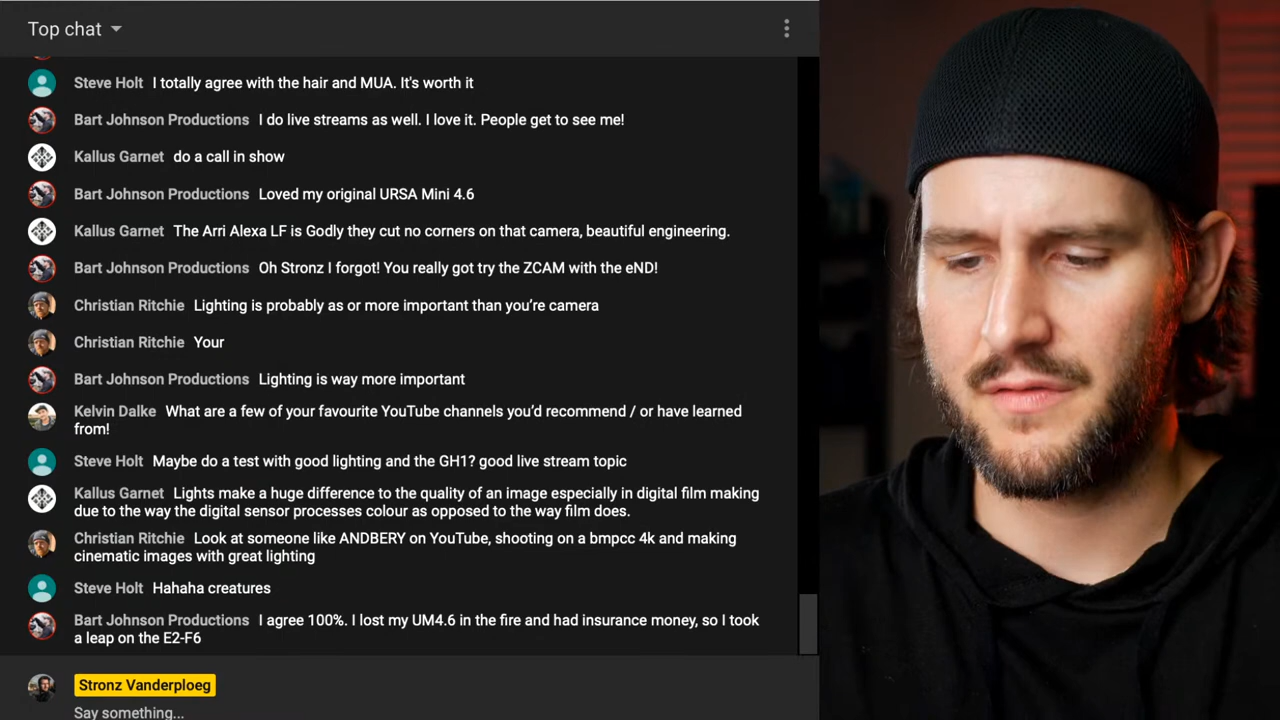 Top chat
Steve Holt I totally agree with the hair and MUA. It's worth it
Bart Johnson Productions I do live streams as well. I love it. People get to see me!
Kallus Garnet do a call in show
Bart Johnson Productions Loved my original URSA Mini 4.6
Kallus Garnet The Arri Alexa LF is Godly they cut no corners on that camera, beautiful engineering.
Bart Johnson Productions Oh Stronz I forgot! You really got try the ZCAM with the eND!
Christian Ritchie Lighting is probably as or more important than you’re camera
Christian Ritchie Your
Bart Johnson Productions Lighting is way more important
Kelvin Dalke What are a few of your favourite YouTube channels you’d recommend / or have learned
from!
Steve Holt Maybe do a test with good lighting and the GH1? good live stream topic
Kallus Garnet Lights make a huge difference to the quality of an image especially in digital film making
due to the way the digital sensor processes colour as opposed to the way film does.
Christian Ritchie Look at someone like ANDBERY on YouTube, shooting on a bmpcc 4k and making
cinematic images with great lighting
Steve Holt Hahaha creatures
Bart Johnson Productions I agree 100%. I lost my UM4.6 in the fire and had insurance money, so I took
a leap on the E2-F6
Stronz Vanderploeg
Say something...